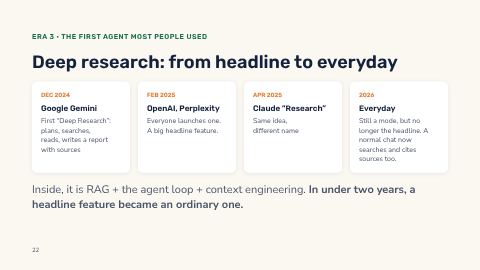 ERA 3 • THE FIRST AGENT MOST PEOPLE USED
Deep research: from headline to everyday
DEC 2024
Google Gemini
First “Deep Research”:
plans, searches,
reads, writes a report
with sources
FEB 2025
OpenAI, Perplexity
Everyone launches one.
A big headline feature.
APR 2025
Claude “Research”
Same idea,
different name
2026
Everyday
Still a mode, but no
longer the headline. A
normal chat now
searches and cites
sources too.
Inside, it is RAG + the agent loop + context engineering. In under two years, a
headline feature became an ordinary one.
22